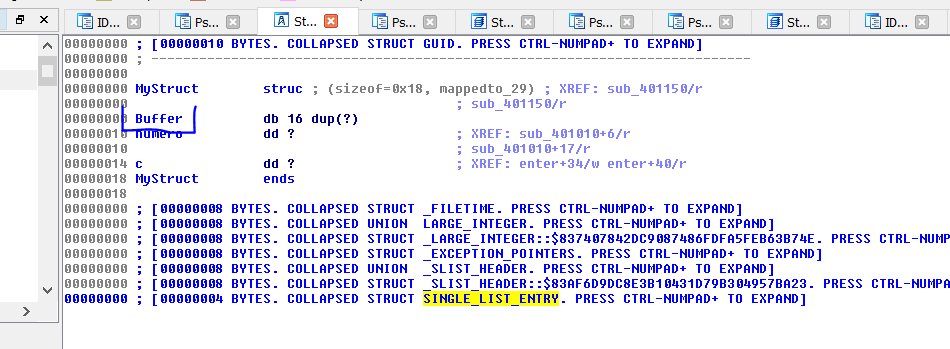 ID... Ps... St... Ps... St... Ps... Ps... St... ID...
00000000 ; [00000010 BYTES. COLLAPSED STRUCT GUID. PRESS CTRL-NUMPAD+ TO EXPAND]
00000000 ; ---------------------------------------------------------------------------
00000000
00000000 MyStruct struc ; (sizeof=0x18, mappedto_29) ; XREF: sub_401150/r
00000000 ; sub_401150/r
00000000 Buffer db 16 dup(?)
00000010 numero dd ? ; XREF: sub_401010+6/r
00000010 ; sub_401010+17/r
00000014 c dd ? ; XREF: enter+34/w enter+40/r
00000018 MyStruct ends
00000018
00000000 ; [00000008 BYTES. COLLAPSED STRUCT _FILETIME. PRESS CTRL-NUMPAD+ TO EXPAND]
00000000 ; [00000008 BYTES. COLLAPSED UNION LARGE_INTEGER. PRESS CTRL-NUMPAD+ TO EXPAND]
00000000 ; [00000008 BYTES. COLLAPSED STRUCT _LARGE_INTEGER::$837407842DC9087486FDFA5FEB63B74E. PRESS CTRL-NUM
00000000 ; [00000008 BYTES. COLLAPSED STRUCT _EXCEPTION_POINTERS. PRESS CTRL-NUMPAD+ TO EXPAND]
00000000 ; [00000008 BYTES. COLLAPSED UNION _SLIST_HEADER. PRESS CTRL-NUMPAD+ TO EXPAND]
00000000 ; [00000008 BYTES. COLLAPSED STRUCT _SLIST_HEADER::$83AF6D9DC8E3B10431D79B304957BA23. PRESS CTRL-NUMPA
00000000 ; [00000004 BYTES. COLLAPSED STRUCT SINGLE_LIST_ENTRY. PRESS CTRL-NUMPAD+ TO EXPAND]